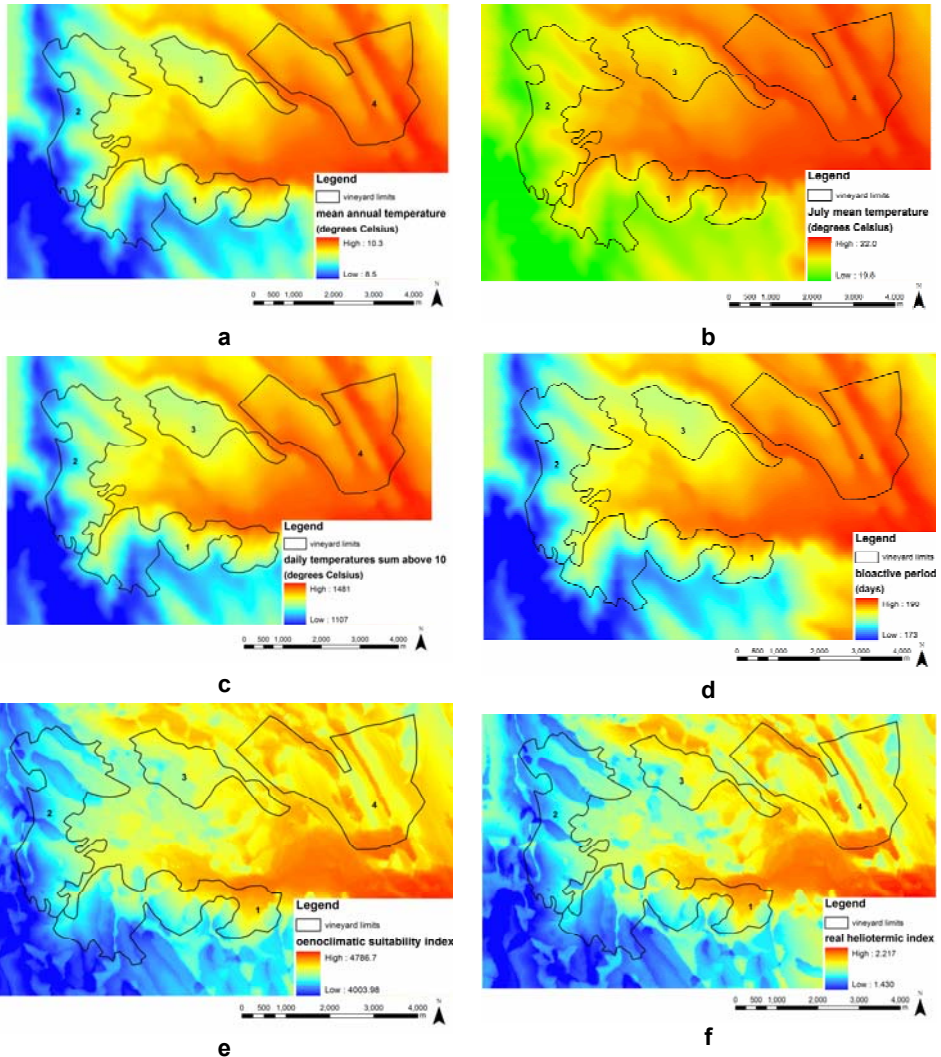 3
2
4
1
Legend
vineyard limits
mean annual temperature
(degrees Celsius)
High : 10.3
Low : 8.5
N
0 500 1,000 2,000 3,000 4,000
m
a
3
2
4
1
Legend
vineyard limits
July mean temperature
(degrees Celsius)
High : 22.0
Low : 19.8
N
0 500 1,000 2,000 3,000 4,000
m
b
3
2
4
1
Legend
vineyard limits
daily temperatures sum above 10
(degrees Celsius)
High : 1481
Low : 1107
N
0 500 1,000 2,000 3,000 4,000
m
c
3
2
4
1
Legend
vineyard limits
bioactive period
(days)
High : 190
Low : 173
N
0 500 1,000 2,000 3,000 4,000
m
d
3
2
4
1
Legend
vineyard limits
oenoclimatic suitability index
High : 4786.7
Low : 4003.98
N
0 500 1,000 2,000 3,000 4,000
m
e
3
2
4
1
Legend
vineyard limits
real heliotermic index
High : 2.217
Low : 1.430
N
0 500 1,000 2,000 3,000 4,000
m
f